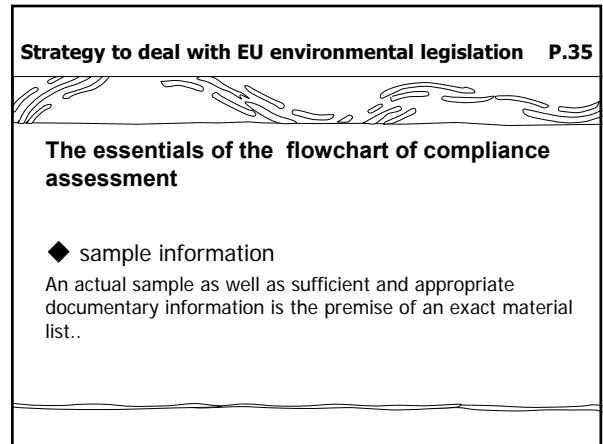 Strategy to deal with EU environmental legislation P.35
The essentials of the flowchart of compliance
assessment
◆ sample information
An actual sample as well as sufficient and appropriate
documentary information is the premise of an exact material
list..